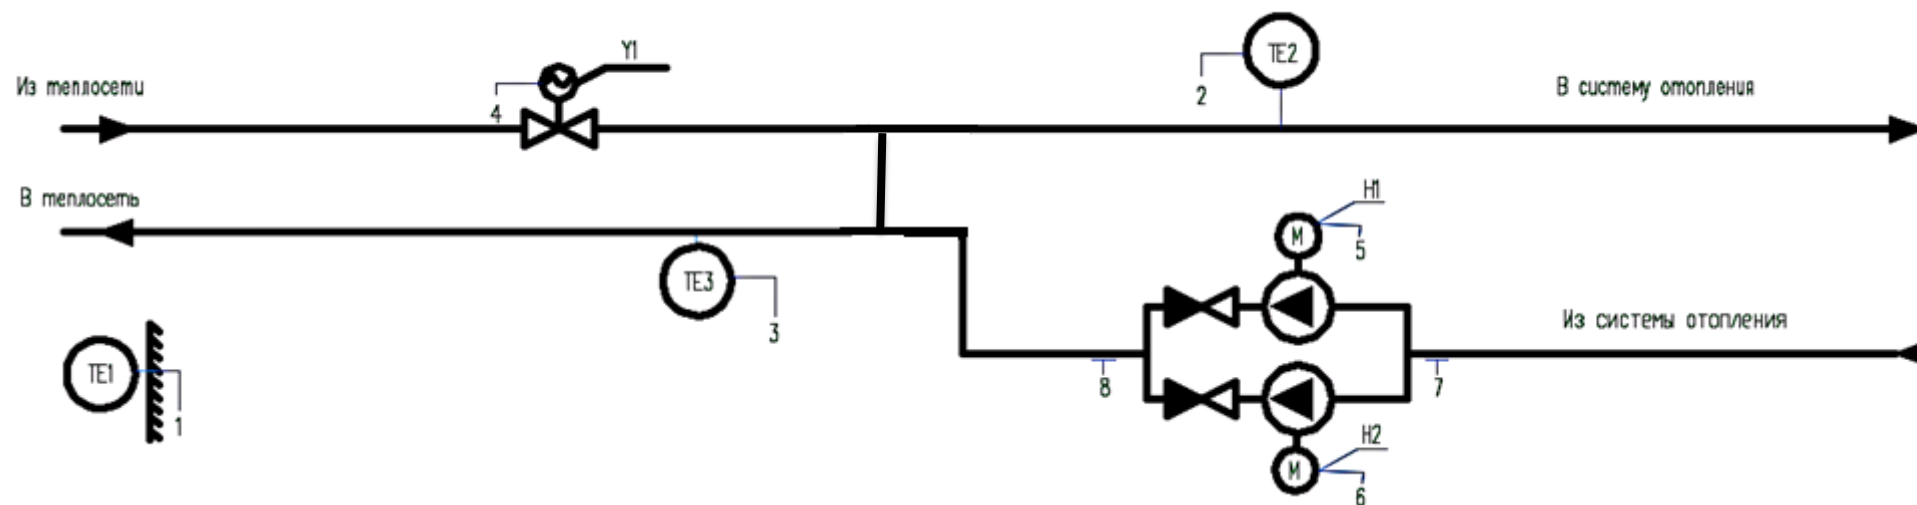 Y1
TE2
Из теплосети
4
2
В систему отопления
В теплосеть
H1
M
5
TE3
3
Из системы отопления
TE1
1
8
7
H2
M
6